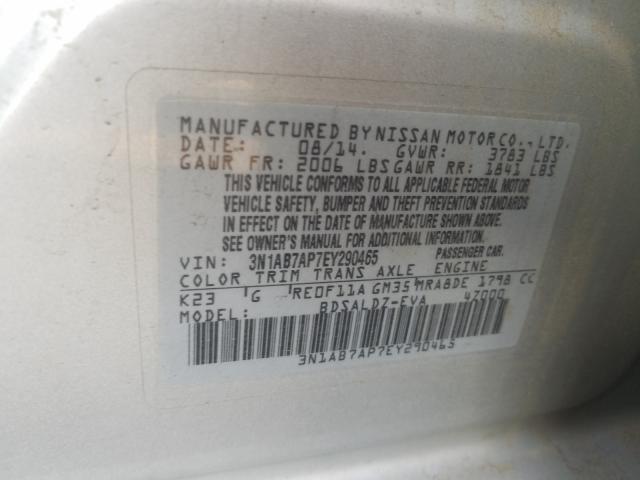 MANUFACTURED BY NISSAN MOTOR CO., LTD.
DATE: 08/14. GVWR: 3783 LBS
GAWR FR: 2006 LBS GAWR RR: 1841 LBS
THIS VEHICLE CONFORMS TO ALL APPLICABLE FEDERAL MOTOR
VEHICLE SAFETY, BUMPER AND THEFT PREVENTION STANDARDS
IN EFFECT ON THE DATE OF MANUFACTURE SHOWN ABOVE.
SEE OWNER'S MANUAL FOR ADDITIONAL INFORMATION.
VIN: 3N1AB7AP7EY290465 PASSENGER CAR.
COLOR TRIM TRANS AXLE ENGINE
K23 G RE0F11A GM35 MRA8DE 1798 CC
MODEL: BDSALDZ-EVA 47000
3N1AB7AP7EY290465